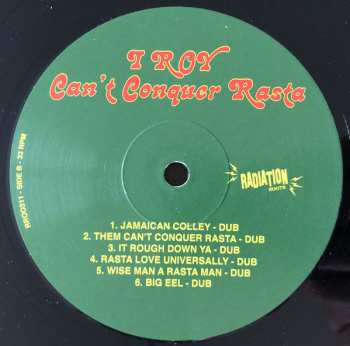 I ROY
Can't Conquer Rasta
RADIATION
ROOTS
RROO311 - SIDE B - 33 RPM
1. JAMAICAN COLLEY - DUB
2. THEM CAN'T CONQUER RASTA - DUB
3. IT ROUGH DOWN YA - DUB
4. RASTA LOVE UNIVERSALLY - DUB
5. WISE MAN A RASTA MAN - DUB
6. BIG EEL - DUB